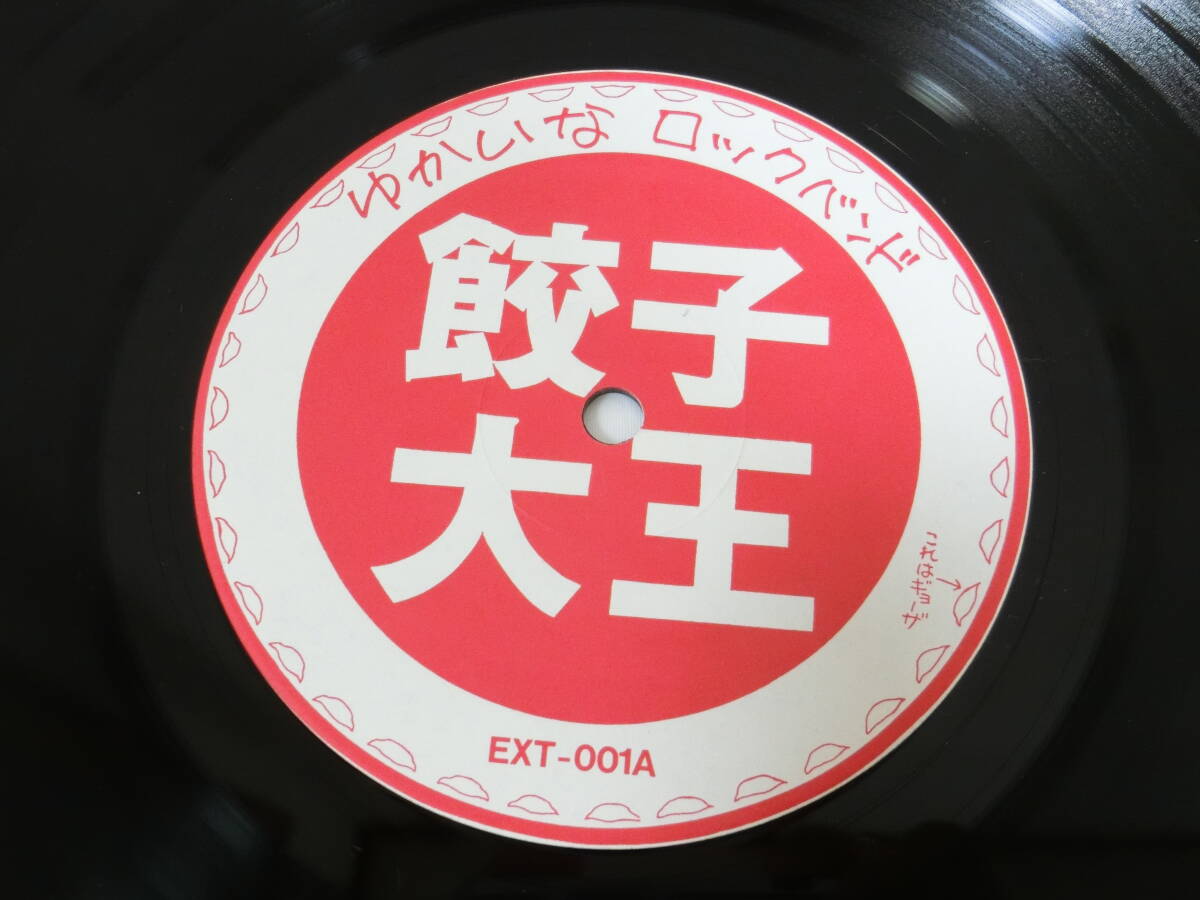 ゆかいな ロックバンド
餃子
大王
これはギョーザ
EXT-001A